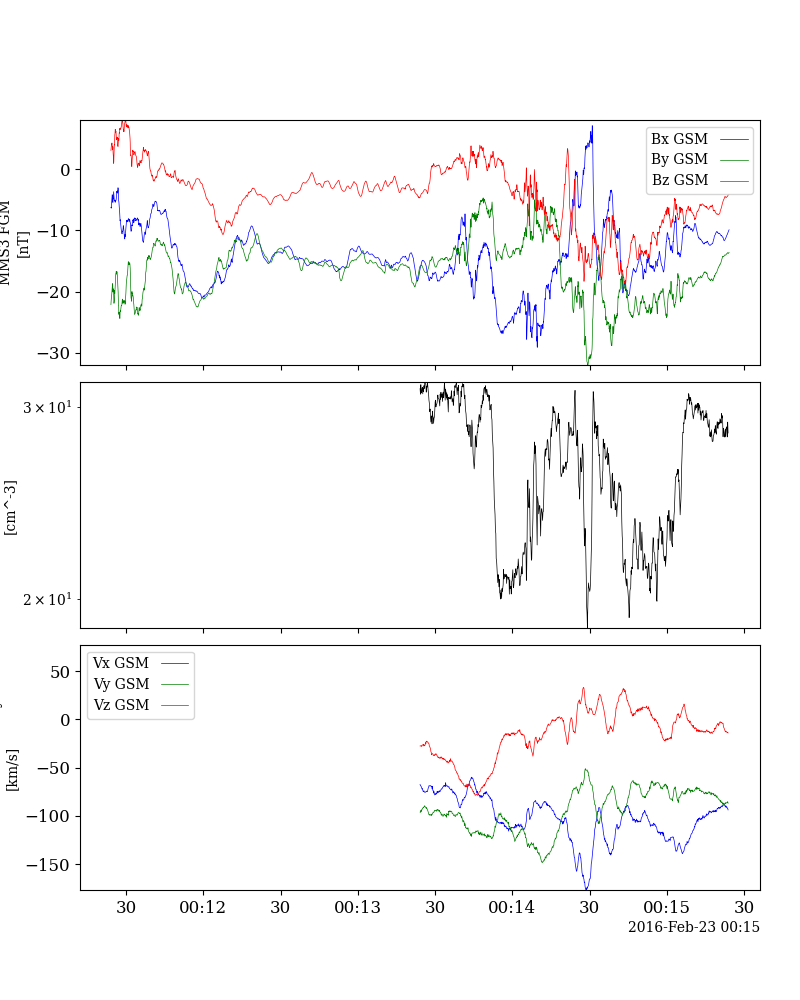 MMS3 FGM
[nT]
0
−10
−20
−30
Bx GSM
By GSM
Bz GSM
[cm^-3]
3 × 10¹
2 × 10¹
[km/s]
50
0
−50
−100
−150
Vx GSM
Vy GSM
Vz GSM
30 00:12 30 00:13 30 00:14 30 00:15 30
2016-Feb-23 00:15